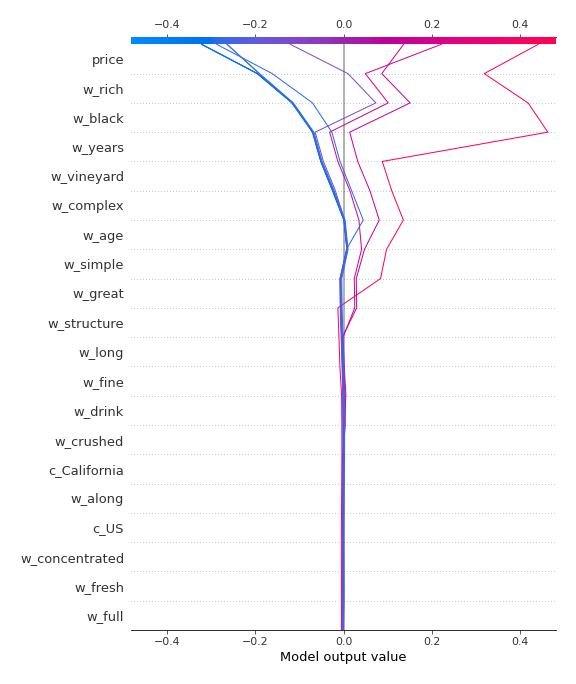 −0.4 −0.2 0.0 0.2 0.4
price
w_rich
w_black
w_years
w_vineyard
w_complex
w_age
w_simple
w_great
w_structure
w_long
w_fine
w_drink
w_crushed
c_California
w_along
c_US
w_concentrated
w_fresh
w_full
−0.4 −0.2 0.0 0.2 0.4
Model output value